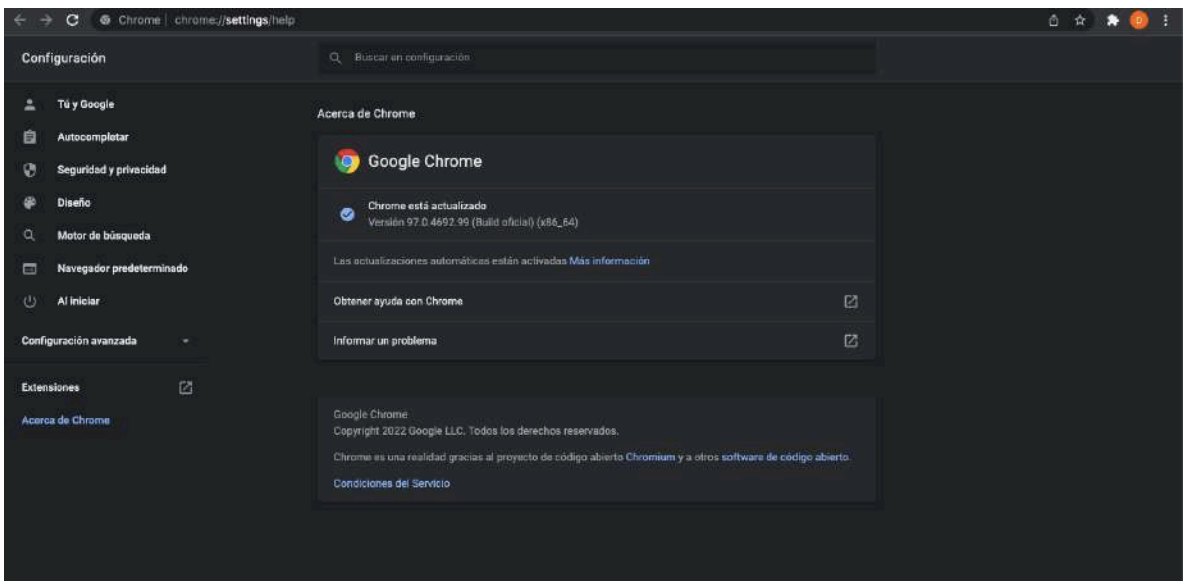 Chrome | chrome://settings/help
Configuración
Buscar en configuración
Tú y Google
Autocompletar
Seguridad y privacidad
Diseño
Motor de búsqueda
Navegador predeterminado
Al iniciar
Configuración avanzada
Extensiones
Acerca de Chrome
Acerca de Chrome
Google Chrome
Chrome está actualizado
Versión 97.0.4692.99 (Build oficial) (x86_64)
Las actualizaciones automáticas están activadas Más información
Obtener ayuda con Chrome
Informar un problema
Google Chrome
Copyright 2022 Google LLC. Todos los derechos reservados.
Chrome es una realidad gracias al proyecto de código abierto Chromium y a otros software de código abierto.
Condiciones del Servicio
D